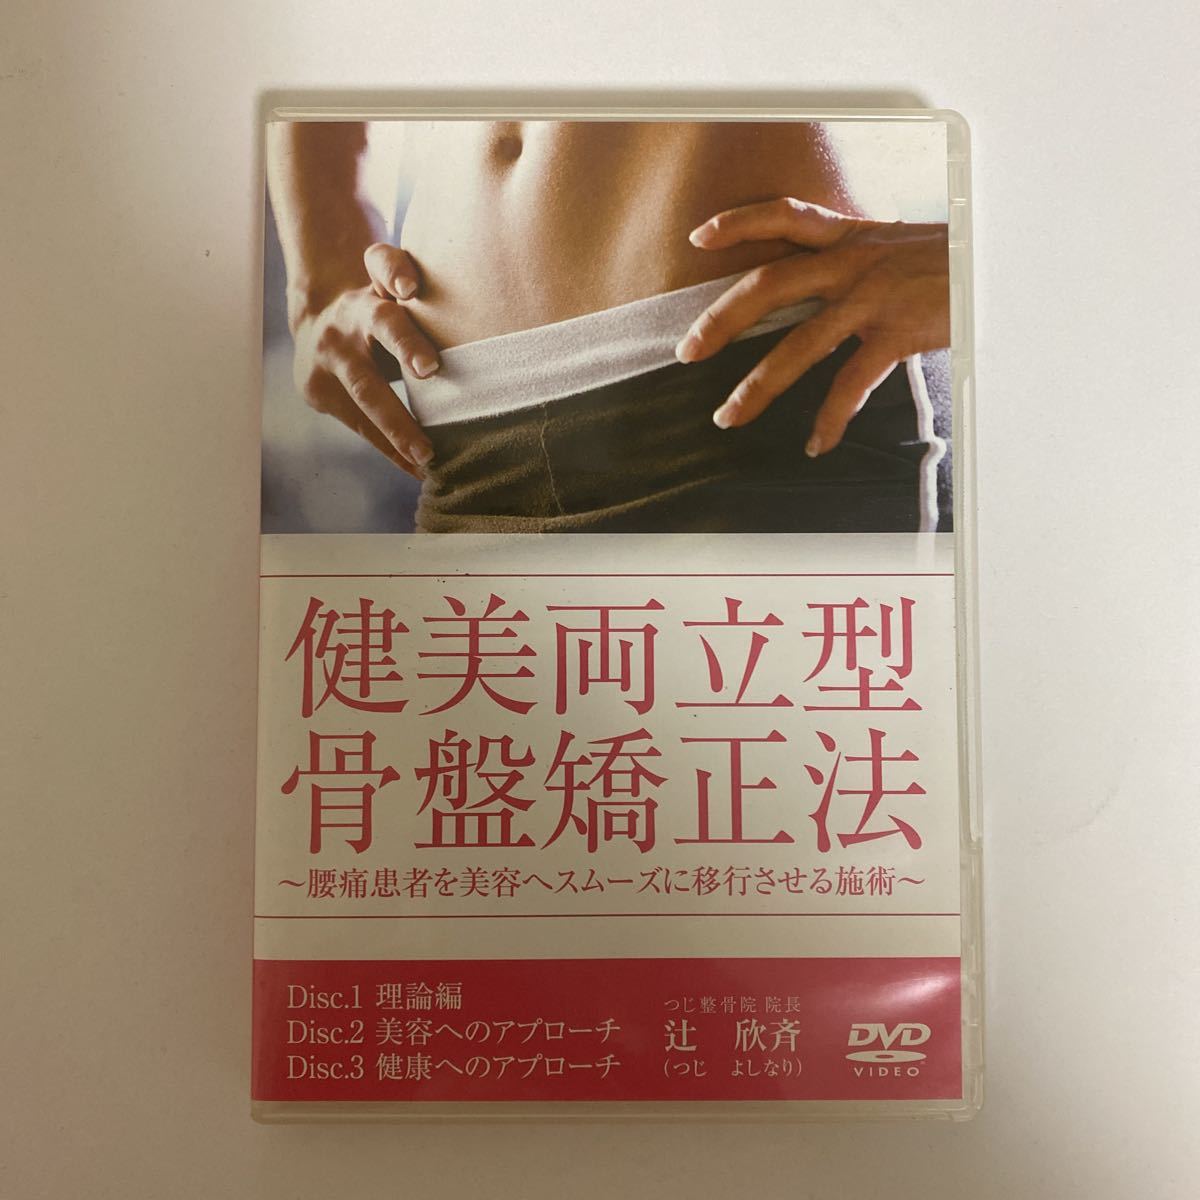 健美両立型
骨盤矯正法
～腰痛患者を美容へスムーズに移行させる施術～
Disc.1 理論編
Disc.2 美容へのアプローチ
Disc.3 健康へのアプローチ
つじ整骨院 院長
辻 欣斉
(つじ よしなり)
DVD
VIDEO